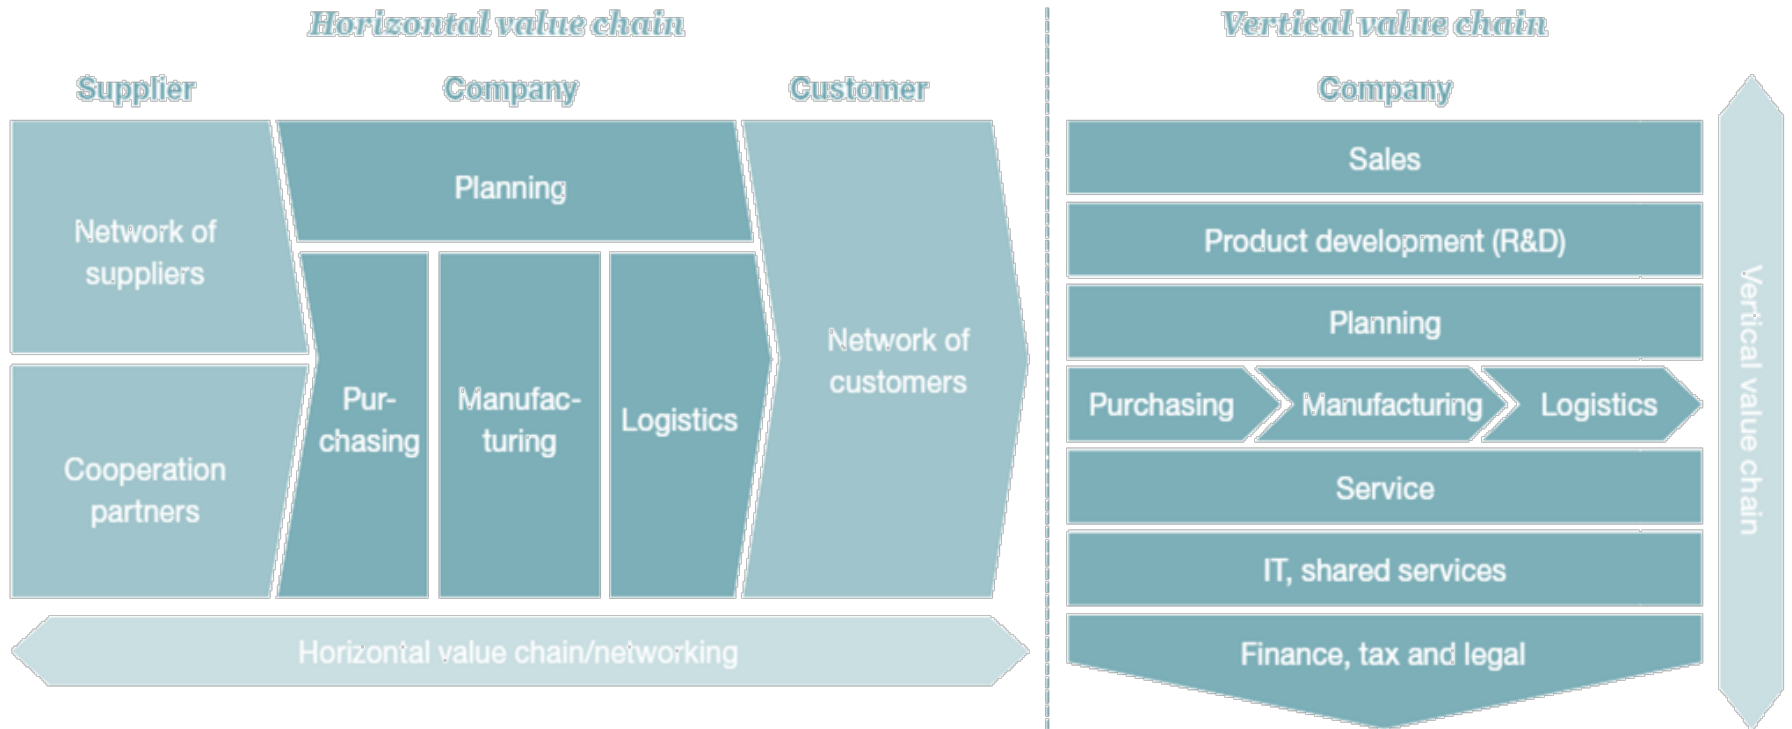 Horizontal value chain
Supplier
Company
Customer
Network of
suppliers
Cooperation
partners
Planning
Pur-
chasing
Manufac-
turing
Logistics
Network of
customers
Horizontal value chain/networking
Vertical value chain
Company
Sales
Product development (R&D)
Planning
Purchasing
Manufacturing
Logistics
Service
IT, shared services
Finance, tax and legal
Vertical value chain